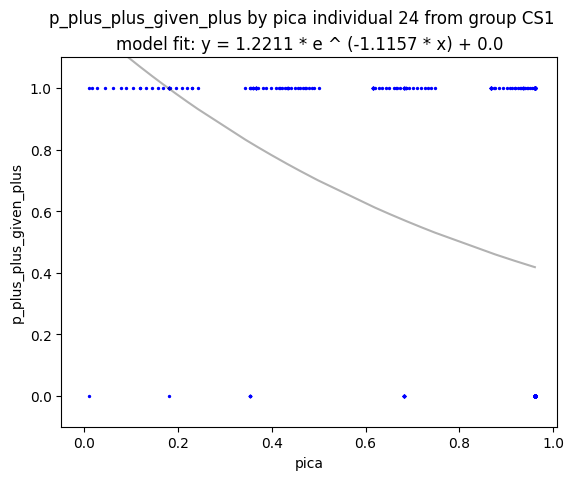 p_plus_plus_given_plus by pica individual 24 from group CS1
model fit: y = 1.2211 * e ^ (-1.1157 * x) + 0.0
1.0
0.8
0.6
0.4
0.2
0.0
p_plus_plus_given_plus
0.0 0.2 0.4 0.6 0.8 1.0
pica